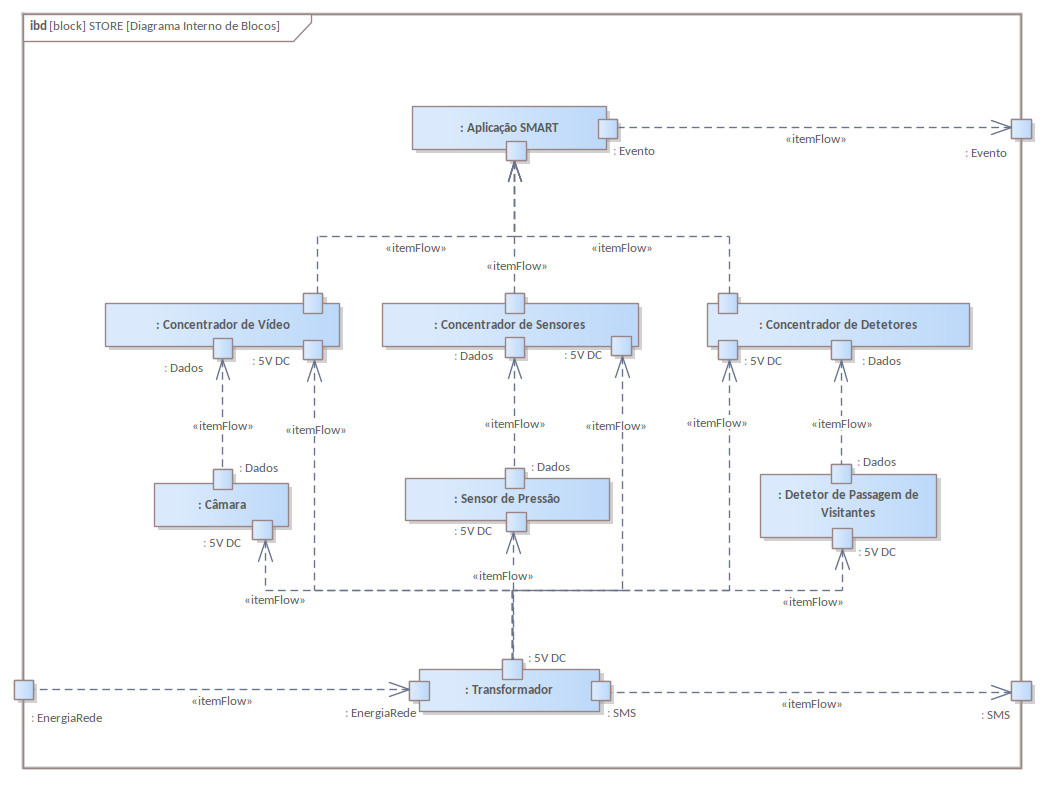 ibd [block] STORE [Diagrama Interno de Blocos]
: Aplicação SMART
«itemFlow»
: Evento
: Evento
«itemFlow»
«itemFlow»
«itemFlow»
: Concentrador de Vídeo
: Concentrador de Sensores
: Concentrador de Detetores
: Dados
: 5V DC
: Dados
: 5V DC
: 5V DC
: Dados
«itemFlow»
«itemFlow»
«itemFlow»
«itemFlow»
«itemFlow»
«itemFlow»
: Dados
: Dados
: Dados
: Câmara
: Sensor de Pressão
: Detetor de Passagem de
Visitantes
: 5V DC
: 5V DC
: 5V DC
«itemFlow»
«itemFlow»
«itemFlow»
: 5V DC
: Transformador
«itemFlow»
«itemFlow»
: EnergiaRede
: EnergiaRede
: SMS
: SMS